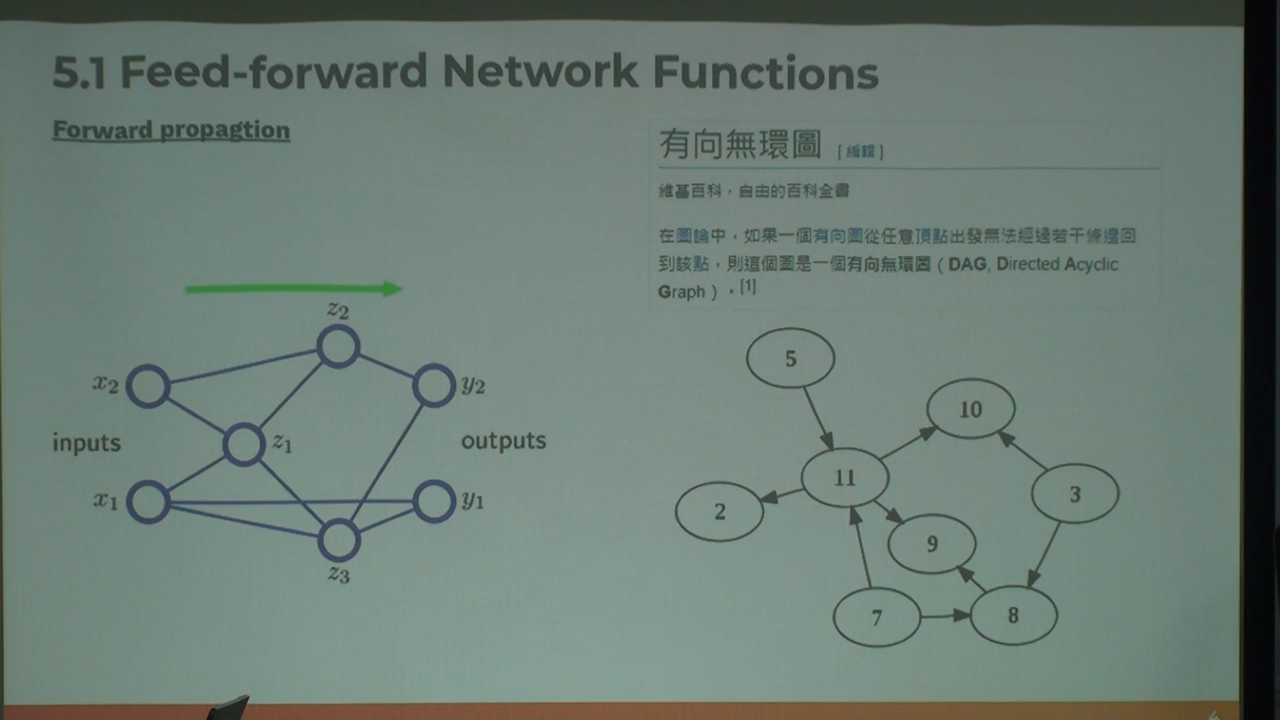 5.1 Feed-forward Network Functions
Forward propagtion
有向無環圖 [編輯]
維基百科，自由的百科全書
在圖論中，如果一個有向圖從任意頂點出發無法經過若干條邊回
到該點，則這個圖是一個有向無環圖（DAG, Directed Acyclic
Graph）。[1]
z2
x2
y2
inputs
z1
outputs
x1
y1
z3
5
10
11
3
2
9
7
8